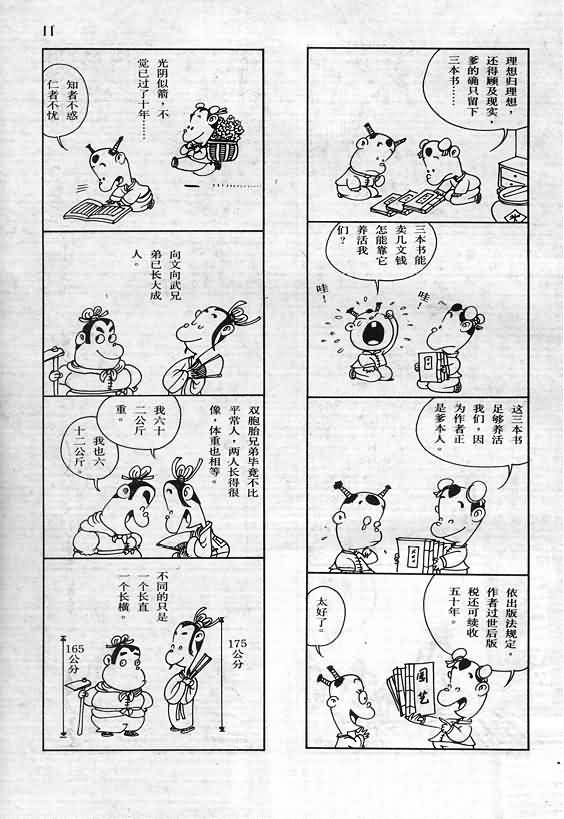 11
理想归理想，
还得顾及现实，
爹的确只留下
三本书……
三本书能
卖几文钱
怎能靠它
养活我
们？
哇！
哇！
这三本书
足够养活
我们，因
为作者正
是爹本人。
依出版法规定，
作者过世后版
税还可续收
五十年。
园艺
太好了。
光阴似箭，不
觉已过了十年……
知者不惑
仁者不忧
向文向武兄
弟已长大成
人。
双胞胎兄弟毕竟不比
平常人，两人长得很
像，体重也相
等。
我六十
二公斤
重。
我也六
十二公斤。
不同的只是
一个长直
一个长横。
175
公分
165
公分